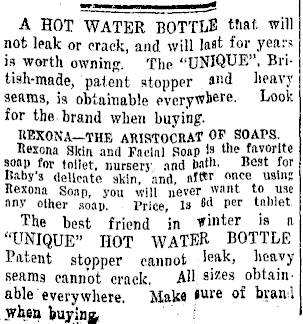 A HOT WATER BOTTLE that will
not leak or crack, and will last for years
is worth owning. The "UNIQUE", Bri-
tish-made, patent stopper and heavy
seams, is obtainable everywhere. Look
for the brand when buying.
REXONA—THE ARISTOCRAT OF SOAPS.
Rexona Skin and Facial Soap is the favorite
soap for toilet, nursery and bath. Best for
Baby's delicate skin, and, after once using
Rexona Soap, you will never want to use
any other soap. Price, 1s 6d per tablet
The best friend in winter is a
"UNIQUE" HOT WATER BOTTLE
Patent stopper cannot leak, heavy
seams cannot crack. All sizes obtain-
able everywhere. Make sure of brand
when buying